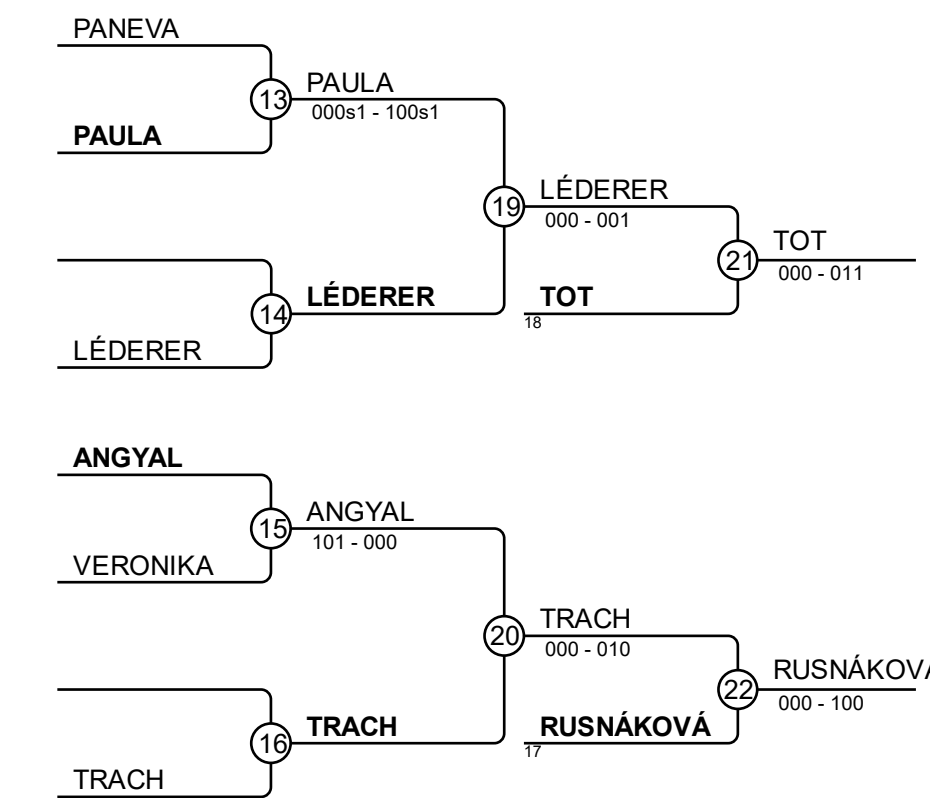 PANEVA
13
PAULA
000s1 - 100s1
PAULA
19
LÉDERER
000 - 001
21
TOT
000 - 011
14
LÉDERER
TOT
18
LÉDERER
ANGYAL
15
ANGYAL
101 - 000
VERONIKA
20
TRACH
000 - 010
22
RUSNÁKOVÁ
000 - 100
16
TRACH
RUSNÁKOVÁ
17
TRACH